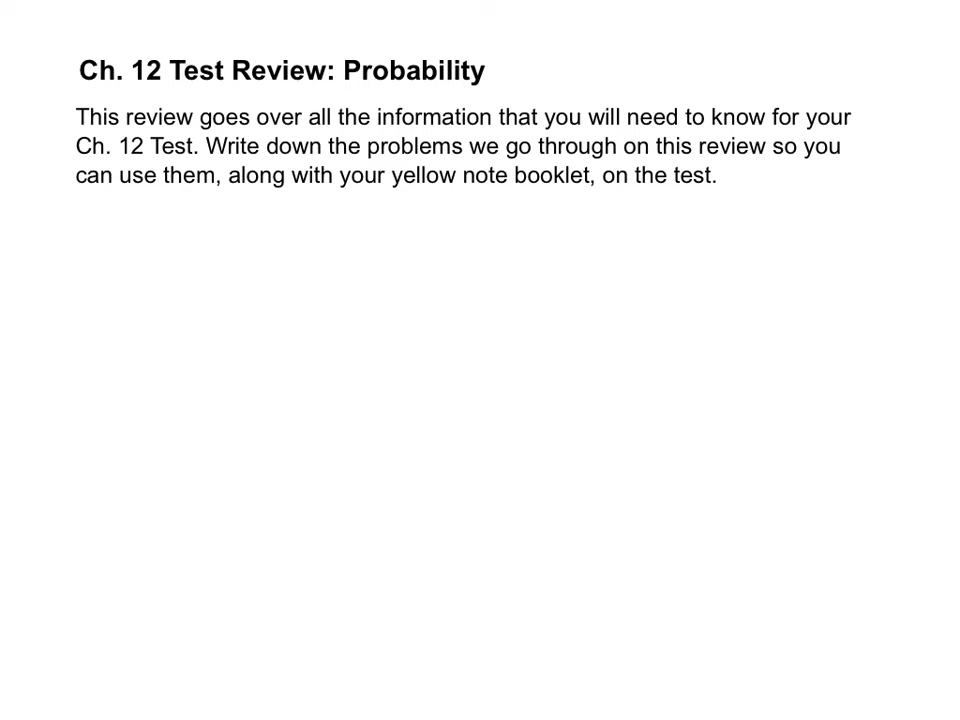 Ch. 12 Test Review: Probability
This review goes over all the information that you will need to know for your
Ch. 12 Test. Write down the problems we go through on this review so you
can use them, along with your yellow note booklet, on the test.